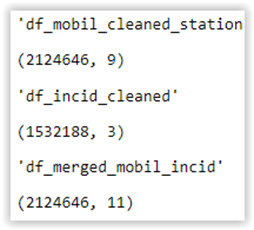 'df_mobil_cleaned_station
(2124646, 9)
'df_incid_cleaned'
(1532188, 3)
'df_merged_mobil_incid'
(2124646, 11)